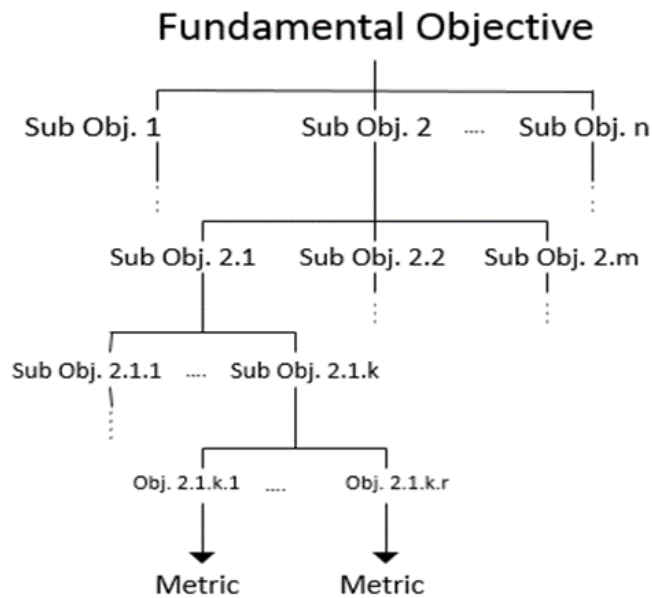 Fundamental Objective
Sub Obj. 1 Sub Obj. 2 .... Sub Obj. n
Sub Obj. 2.1 Sub Obj. 2.2 Sub Obj. 2.m
Sub Obj. 2.1.1 .... Sub Obj. 2.1.k
Obj. 2.1.k.1 .... Obj. 2.1.k.r
Metric Metric